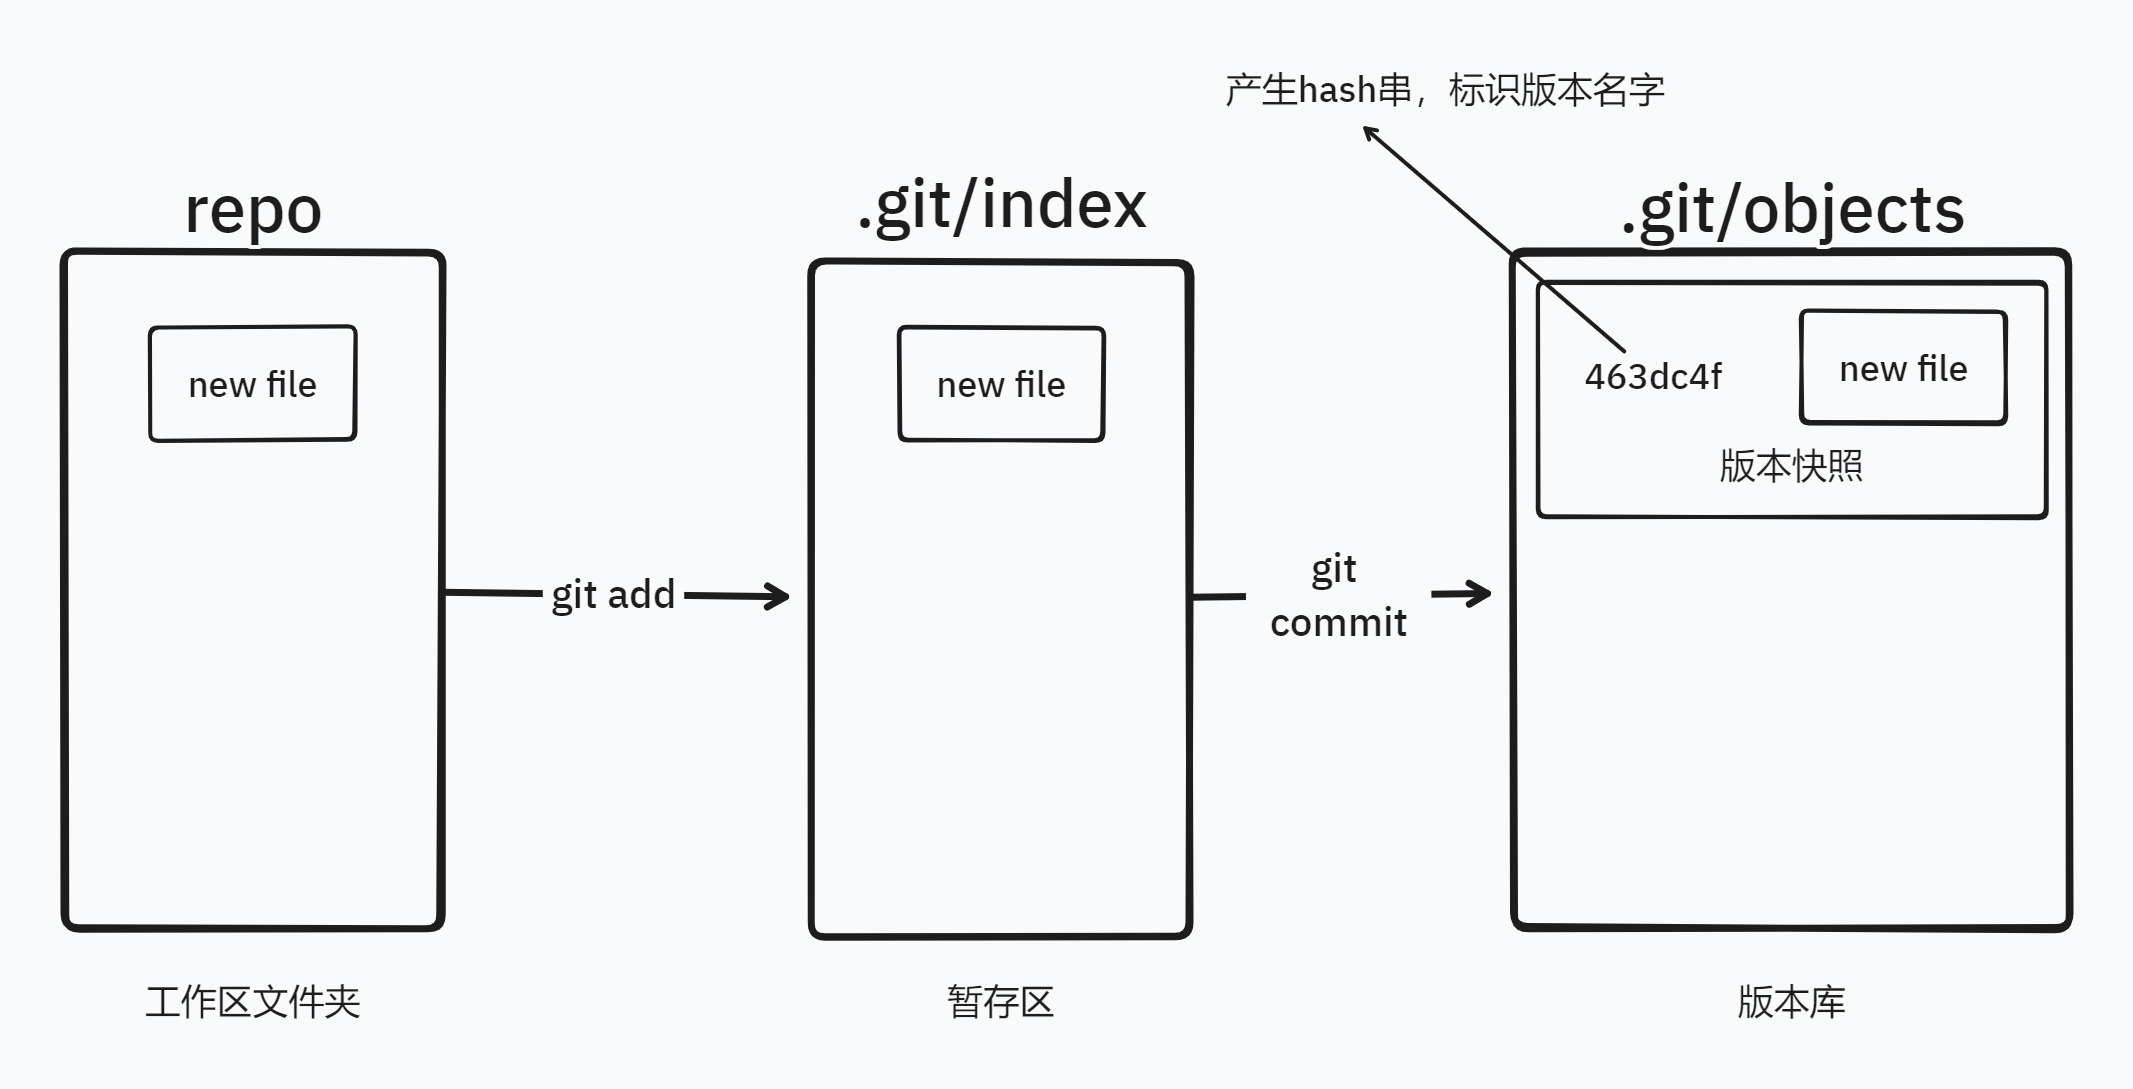 产生hash串，标识版本名字
repo
.git/index
.git/objects
new file
new file
463dc4f
new file
版本快照
git add
git
commit
工作区文件夹
暂存区
版本库